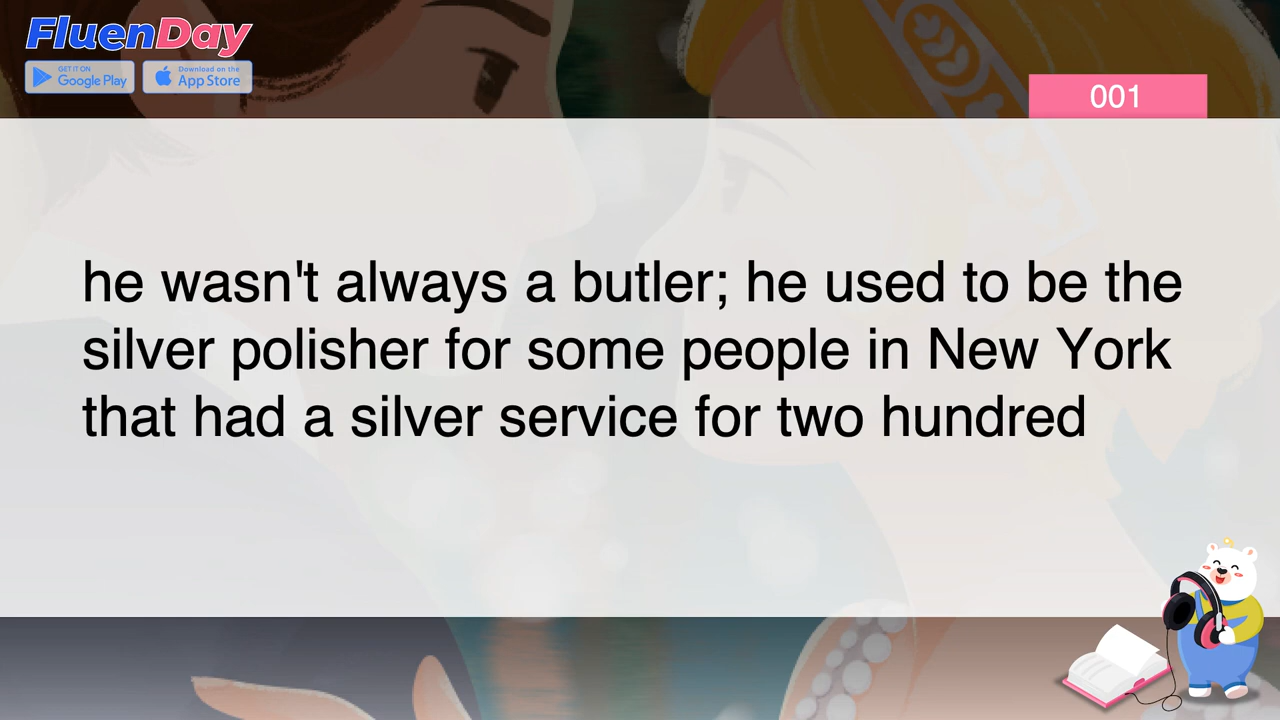 FluenDay
GET IT ON
Google Play
Download on the
App Store
001
he wasn't always a butler; he used to be the
silver polisher for some people in New York
that had a silver service for two hundred